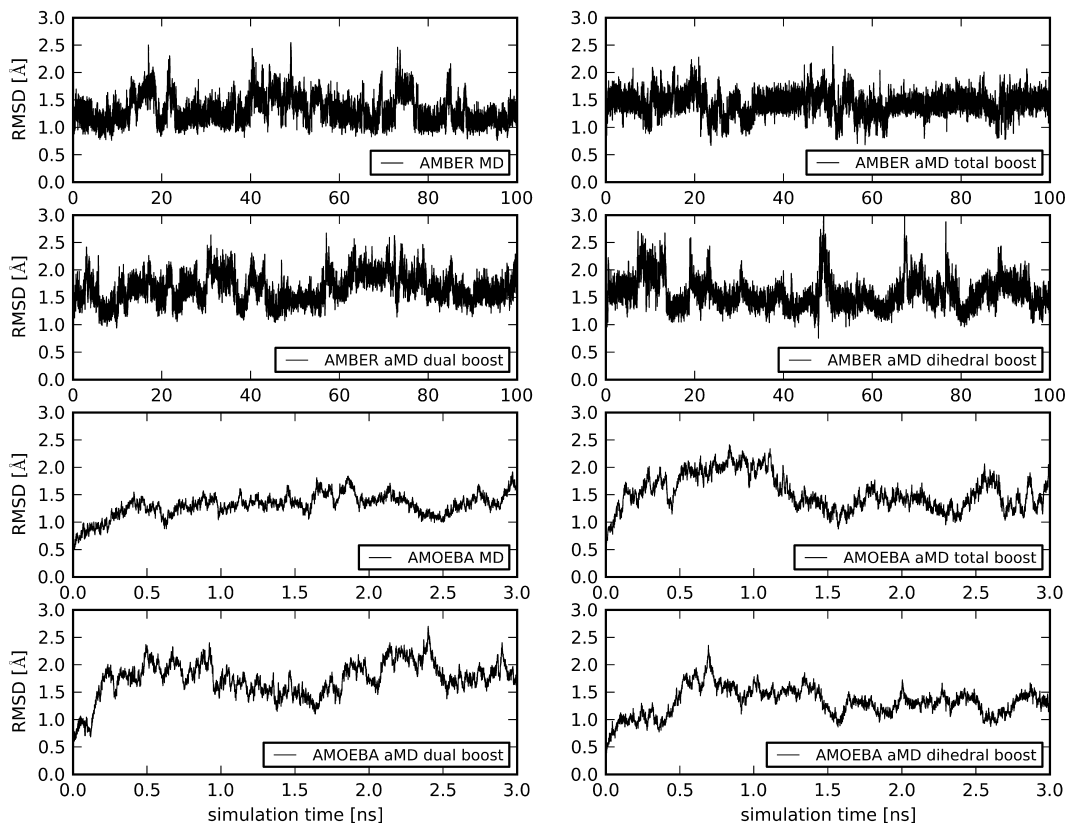 3.0 3.0
2.5 2.5
2.0 2.0
1.5 1.5
1.0 1.0
0.5 0.5
0.0 0.0
RMSD [Å]
AMBER MD AMBER aMD total boost
0 20 40 60 80 100 0 20 40 60 80 100
3.0 3.0
2.5 2.5
2.0 2.0
1.5 1.5
1.0 1.0
0.5 0.5
0.0 0.0
RMSD [Å]
AMBER aMD dual boost AMBER aMD dihedral boost
0 20 40 60 80 100 0 20 40 60 80 100
3.0 3.0
2.5 2.5
2.0 2.0
1.5 1.5
1.0 1.0
0.5 0.5
0.0 0.0
RMSD [Å]
AMOEBA MD AMOEBA aMD total boost
0.0 0.5 1.0 1.5 2.0 2.5 3.0 0.0 0.5 1.0 1.5 2.0 2.5 3.0
3.0 3.0
2.5 2.5
2.0 2.0
1.5 1.5
1.0 1.0
0.5 0.5
0.0 0.0
RMSD [Å]
AMOEBA aMD dual boost AMOEBA aMD dihedral boost
0.0 0.5 1.0 1.5 2.0 2.5 3.0 0.0 0.5 1.0 1.5 2.0 2.5 3.0
simulation time [ns] simulation time [ns]